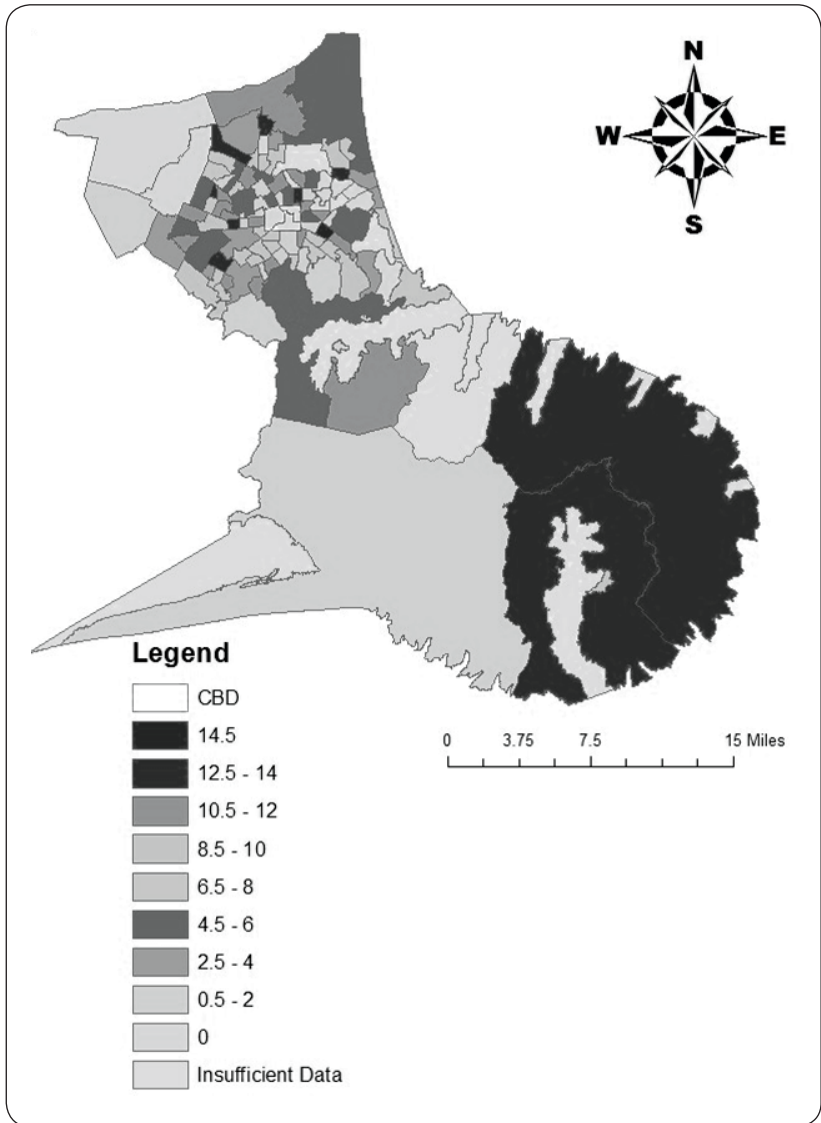 N
W E
S
Legend
CBD
14.5
12.5 - 14
10.5 - 12
8.5 - 10
6.5 - 8
4.5 - 6
2.5 - 4
0.5 - 2
0
Insufficient Data
0 3.75 7.5 15 Miles